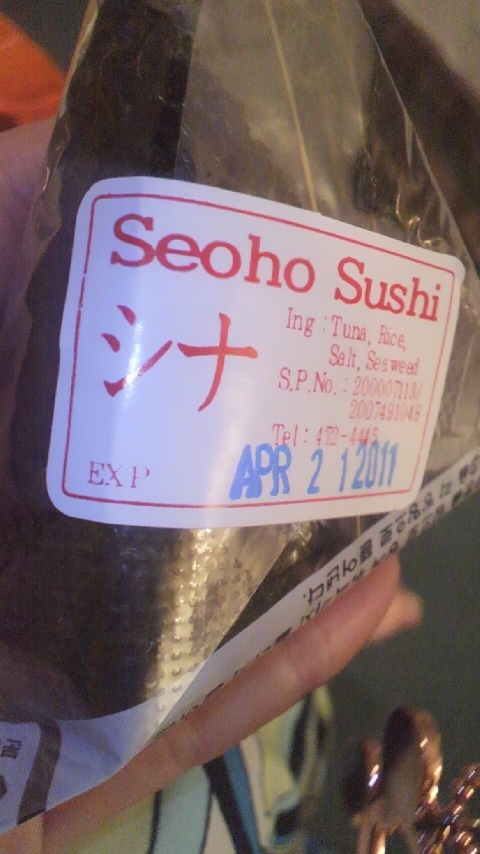 Seoho Sushi
シナ
Ing : Tuna, Rice,
Salt, Seaweed
S.P.No. : 200007113/
2007491048
Tel : 472-4445
EXP APR 2 1 2011